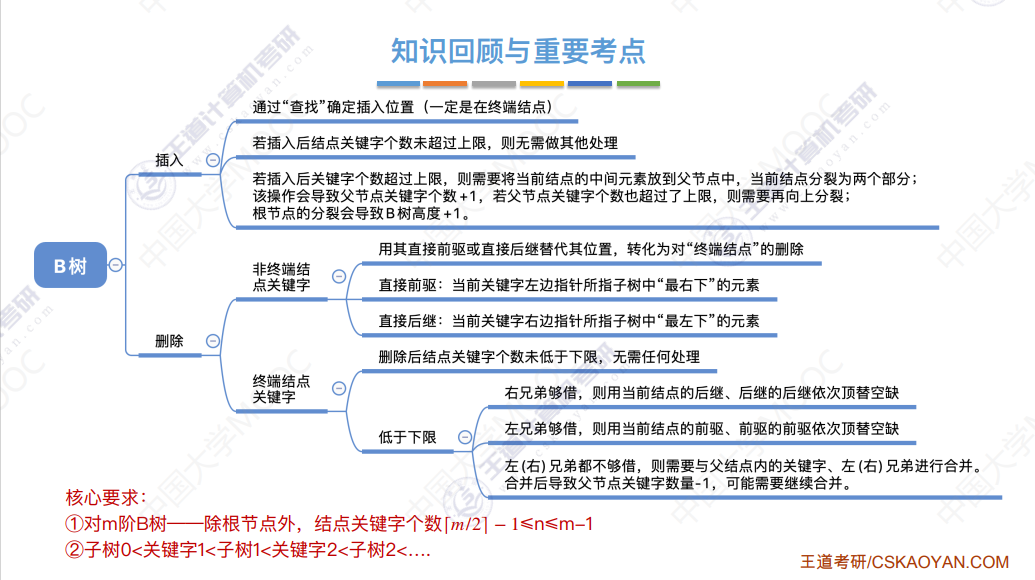 知识回顾与重要考点
通过“查找”确定插入位置（一定是在终端结点）
若插入后结点关键字个数未超过上限，则无需做其他处理
插入
若插入后关键字个数超过上限，则需要将当前结点的中间元素放到父节点中，当前结点分裂为两个部分；
该操作会导致父节点关键字个数+1，若父节点关键字个数也超过了上限，则需要再向上分裂；
根节点的分裂会导致B树高度+1。
B树
用其直接前驱或直接后继替代其位置，转化为对“终端结点”的删除
非终端结
点关键字
直接前驱：当前关键字左边指针所指子树中“最右下”的元素
直接后继：当前关键字右边指针所指子树中“最左下”的元素
删除
删除后结点关键字个数未低于下限，无需任何处理
终端结点
关键字
右兄弟够借，则用当前结点的后继、后继的后继依次顶替空缺
低于下限
左兄弟够借，则用当前结点的前驱、前驱的前驱依次顶替空缺
左(右)兄弟都不够借，则需要与父结点内的关键字、左(右)兄弟进行合并。
合并后导致父节点关键字数量-1，可能需要继续合并。
核心要求：
①对m阶B树——除根节点外，结点关键字个数⌈m/2⌉ − 1≤n≤m-1
②子树0<关键字1<子树1<关键字2<子树2<....
王道考研/CSKAOYAN.COM